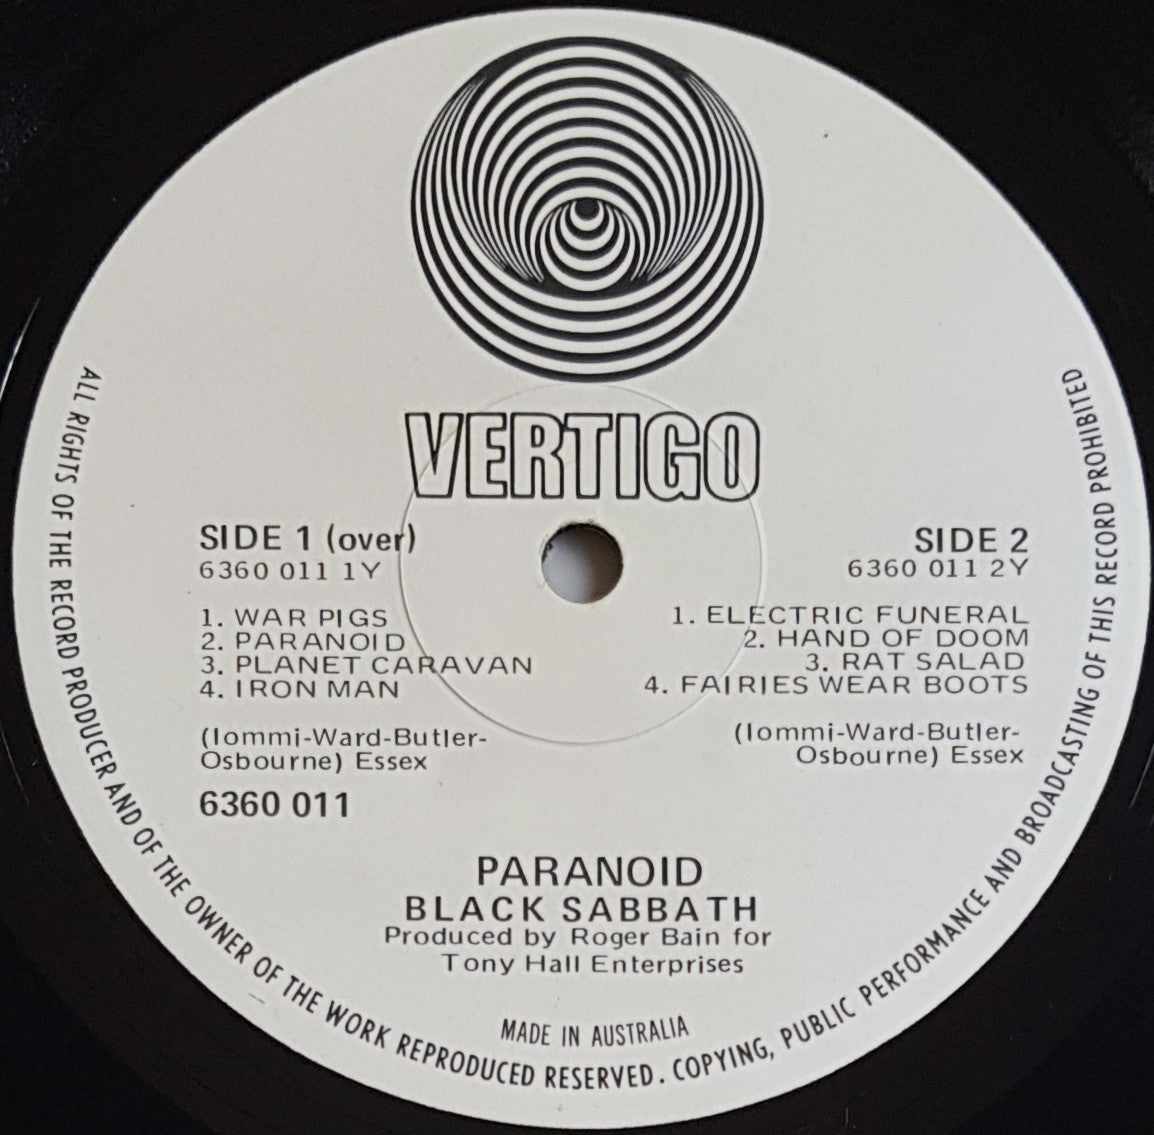 VERTIGO
SIDE 1 (over)
6360 011 1Y
1. WAR PIGS
2. PARANOID
3. PLANET CARAVAN
4. IRON MAN
(Iommi-Ward-Butler-
Osbourne) Essex
6360 011
SIDE 2
6360 011 2Y
1. ELECTRIC FUNERAL
2. HAND OF DOOM
3. RAT SALAD
4. FAIRIES WEAR BOOTS
(Iommi-Ward-Butler-
Osbourne) Essex
PARANOID
BLACK SABBATH
Produced by Roger Bain for
Tony Hall Enterprises
MADE IN AUSTRALIA
ALL RIGHTS OF THE RECORD PRODUCER AND OF THE OWNER OF THE WORK REPRODUCED RESERVED. COPYING, PUBLIC PERFORMANCE AND BROADCASTING OF THIS RECORD PROHIBITED